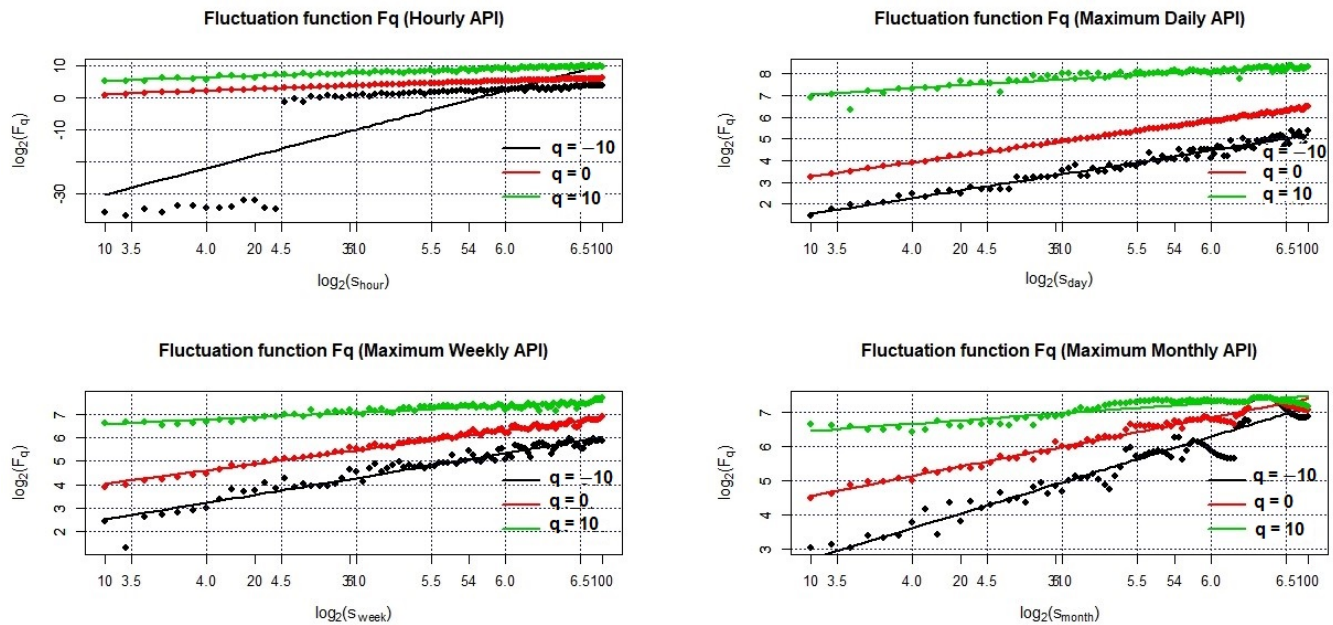 Fluctuation function Fq (Hourly API)
log2(Fq)
10
0
-10
-30
q = −10
q = 0
q = 10
10 3.5 4.0 20 4.5 5.0 5.5 54 6.0 6.5 100
log2(shour)
Fluctuation function Fq (Maximum Daily API)
log2(Fq)
8
7
6
5
4
3
2
q = −10
q = 0
q = 10
10 3.5 4.0 20 4.5 5.0 5.5 54 6.0 6.5 100
log2(sday)
Fluctuation function Fq (Maximum Weekly API)
log2(Fq)
7
6
5
4
3
2
q = −10
q = 0
q = 10
10 3.5 4.0 20 4.5 5.0 5.5 54 6.0 6.5 100
log2(sweek)
Fluctuation function Fq (Maximum Monthly API)
log2(Fq)
7
6
5
4
3
q = −10
q = 0
q = 10
10 3.5 4.0 20 4.5 5.0 5.5 54 6.0 6.5 100
log2(smonth)